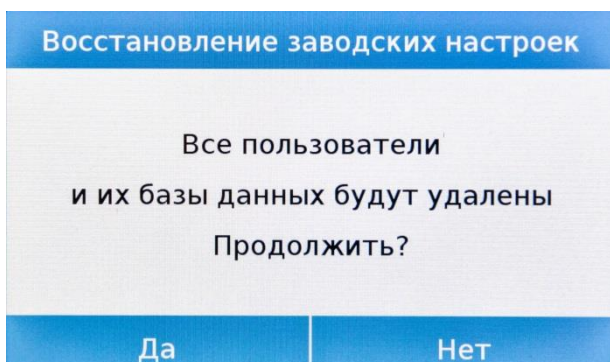 Восстановление заводских настроек
Все пользователи
и их базы данных будут удалены
Продолжить?
Да
Нет